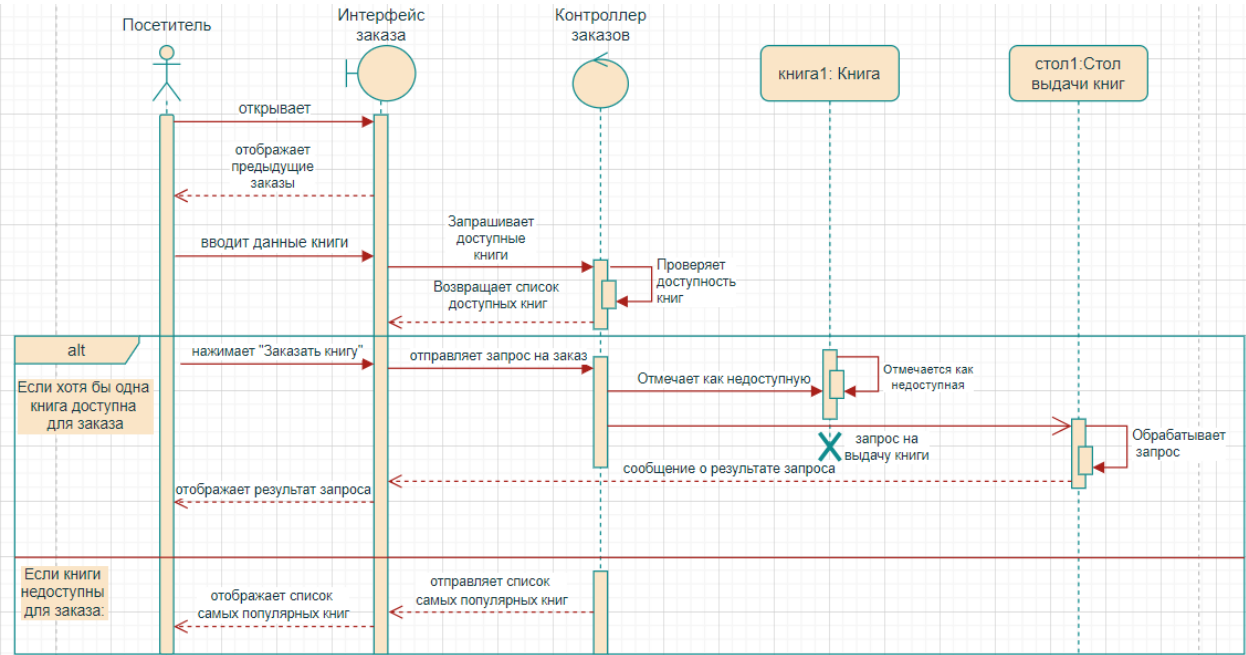 Посетитель
Интерфейс
заказа
Контроллер
заказов
книга1: Книга
стол1:Стол
выдачи книг
открывает
отображает
предыдущие
заказы
вводит данные книги
Запрашивает
доступные
книги
Проверяет
доступность
книг
Возвращает список
доступных книг
alt
Если хотя бы одна
книга доступна
для заказа
нажимает "Заказать книгу"
отправляет запрос на заказ
Отмечает как недоступную
Отмечается как
недоступная
запрос на
выдачу книги
Обрабатывает
запрос
сообщение о результате запроса
отображает результат запроса
Если книги
недоступны
для заказа:
отправляет список
самых популярных книг
отображает список
самых популярных книг